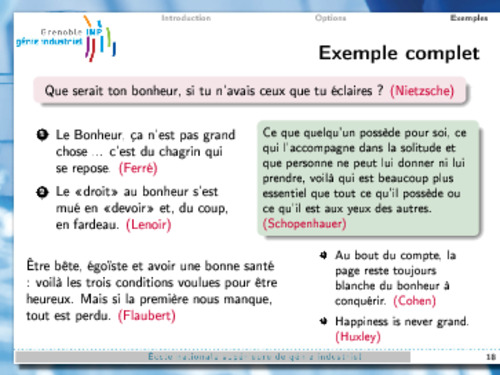 Introduction
Options
Exemples
Grenoble INP
génie industriel
Exemple complet
Que serait ton bonheur, si tu n'avais ceux que tu éclaires ? (Nietzsche)
1 Le Bonheur, ça n'est pas grand
chose ... c'est du chagrin qui
se repose. (Ferré)
2 Le «droit» au bonheur s'est
mué en «devoir» et, du coup,
en fardeau. (Lenoir)
Ce que quelqu'un possède pour soi, ce
qui l'accompagne dans la solitude et
que personne ne peut lui donner ni lui
prendre, voilà qui est beaucoup plus
essentiel que tout ce qu'il possède ou
ce qu'il est aux yeux des autres.
(Schopenhauer)
Être bête, égoïste et avoir une bonne santé
: voilà les trois conditions voulues pour être
heureux. Mais si la première nous manque,
tout est perdu. (Flaubert)
Au bout du compte, la
page reste toujours
blanche du bonheur à
conquérir. (Cohen)
Happiness is never grand.
(Huxley)
École nationale supérieure de génie industriel
18